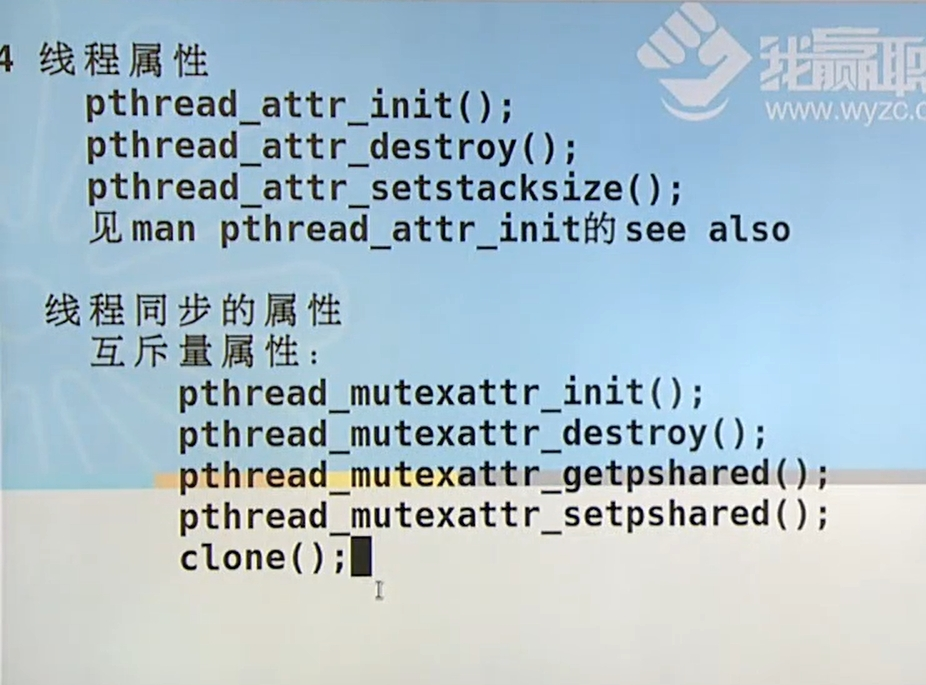 4 线程属性
pthread_attr_init();
pthread_attr_destroy();
pthread_attr_setstacksize();
见man pthread_attr_init的see also
线程同步的属性
互斥量属性:
pthread_mutexattr_init();
pthread_mutexattr_destroy();
pthread_mutexattr_getpshared();
pthread_mutexattr_setpshared();
clone();
我赢职
www.wyzc.c